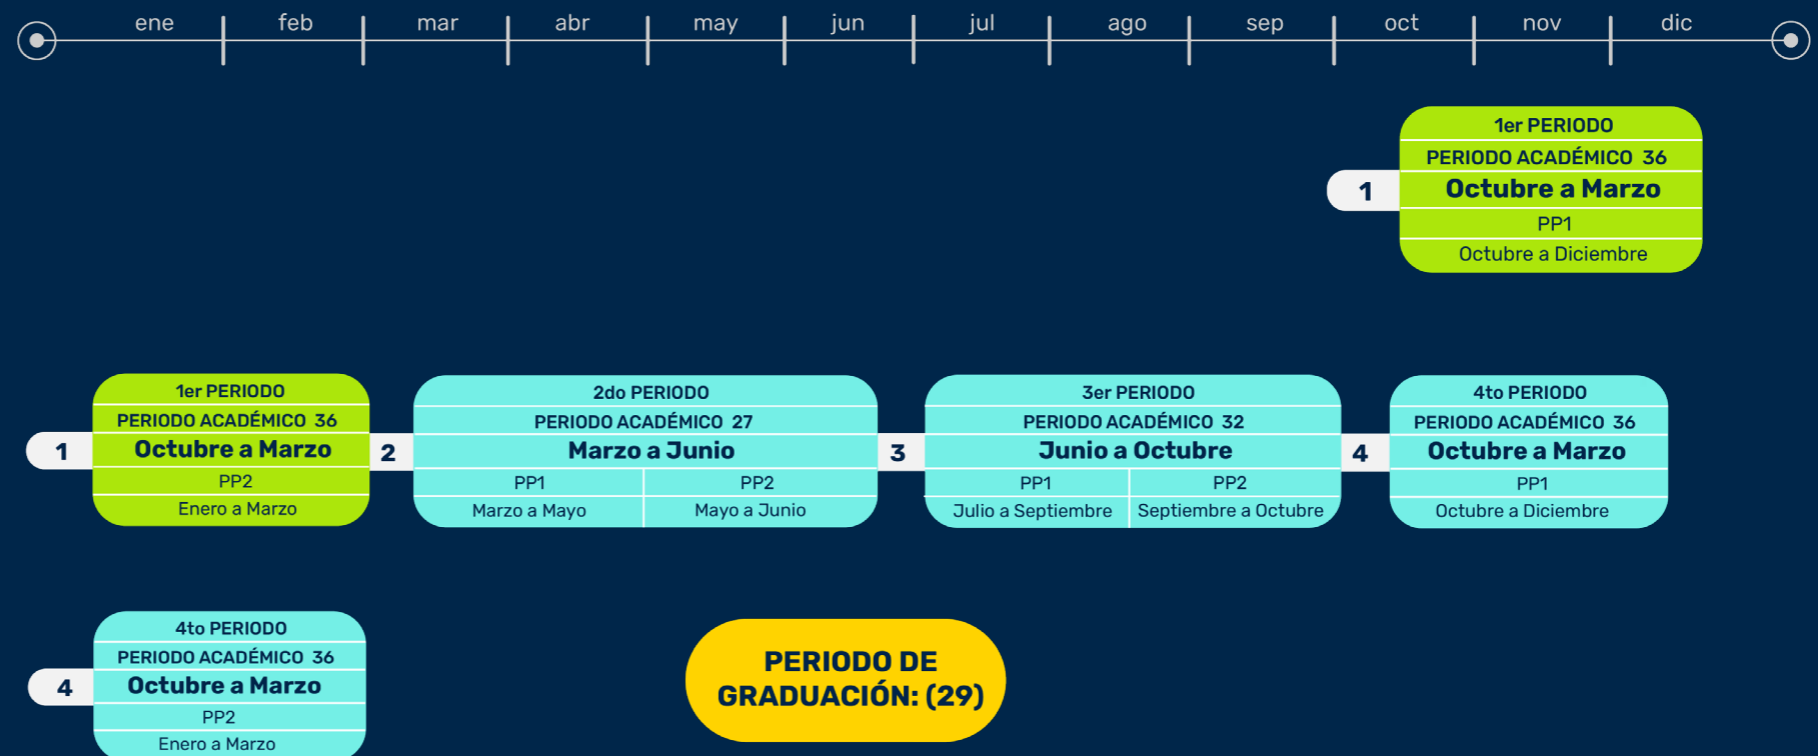 ene feb mar abr may jun jul ago sep oct nov dic
1er PERIODO
PERIODO ACADÉMICO 36
1
Octubre a Marzo
PP1
Octubre a Diciembre
1
1er PERIODO
PERIODO ACADÉMICO 36
Octubre a Marzo
PP2
Enero a Marzo
2
2do PERIODO
PERIODO ACADÉMICO 27
Marzo a Junio
PP1 PP2
Marzo a Mayo Mayo a Junio
3
3er PERIODO
PERIODO ACADÉMICO 32
Junio a Octubre
PP1 PP2
Julio a Septiembre Septiembre a Octubre
4
4to PERIODO
PERIODO ACADÉMICO 36
Octubre a Marzo
PP1
Octubre a Diciembre
4
4to PERIODO
PERIODO ACADÉMICO 36
Octubre a Marzo
PP2
Enero a Marzo
PERIODO DE
GRADUACIÓN: (29)